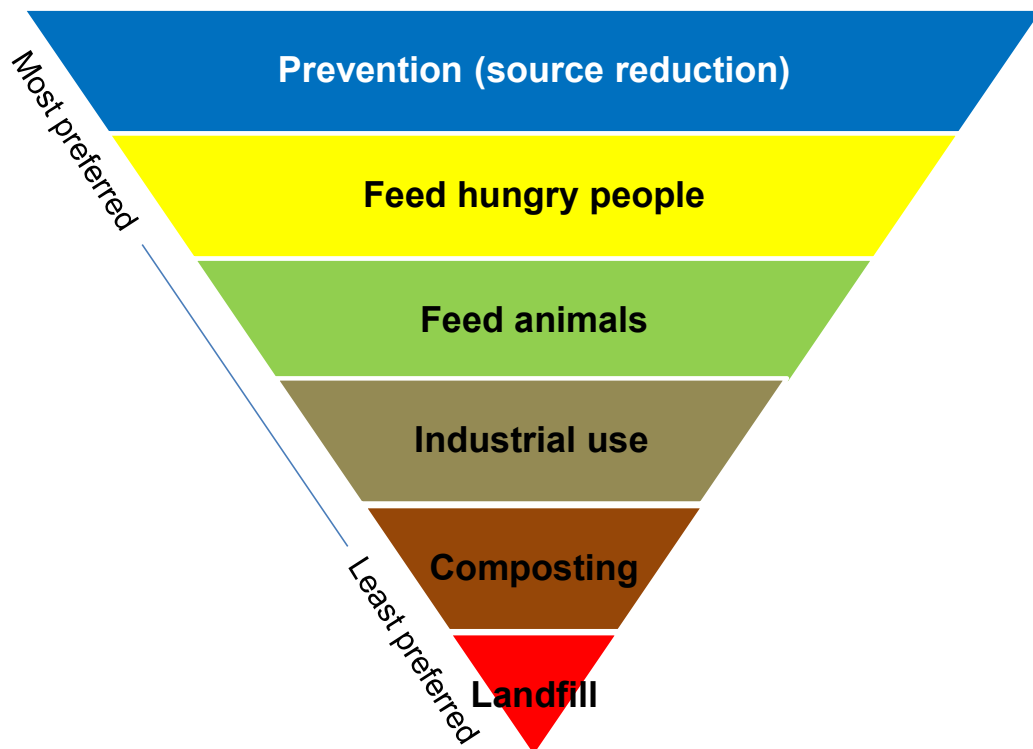 Prevention (source reduction)
Most preferred
Feed hungry people
Feed animals
Industrial use
Composting
Least preferred
Landfill